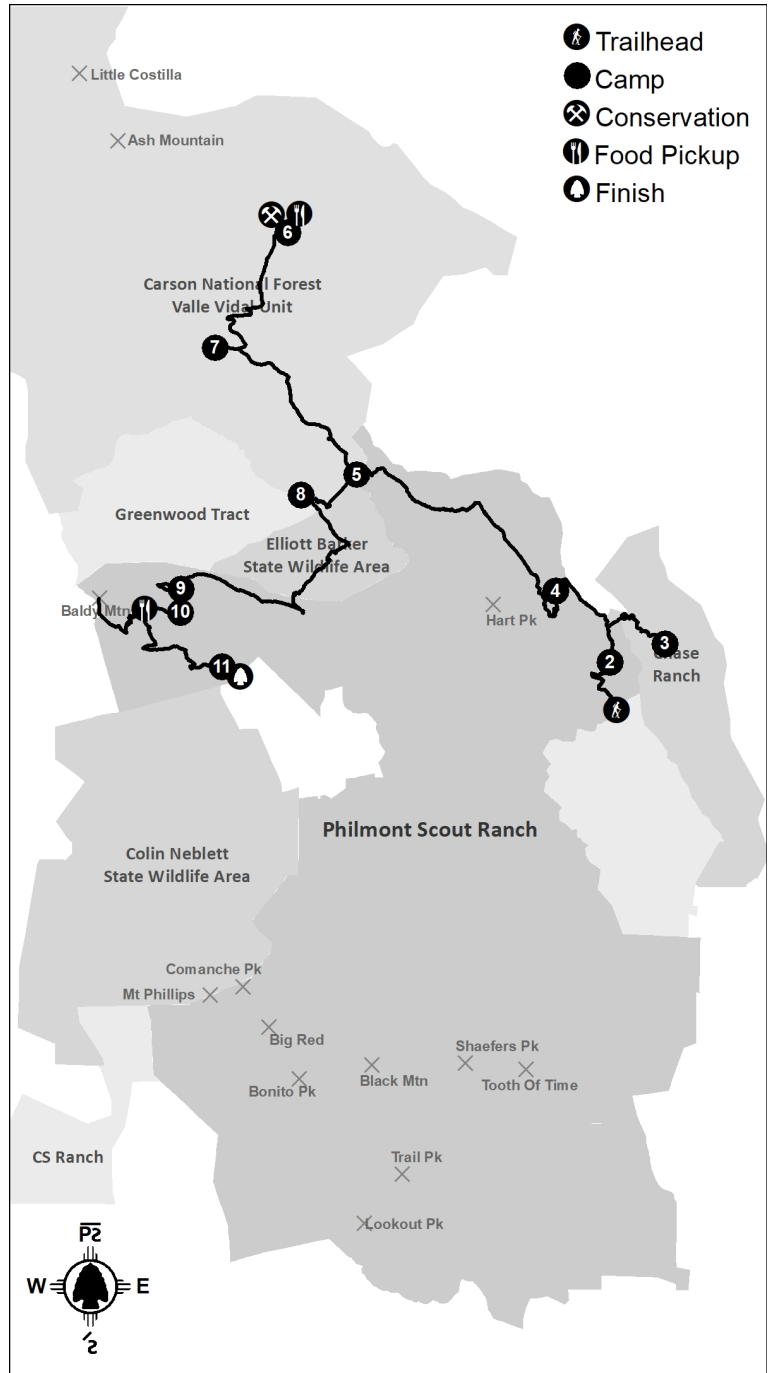 Trailhead
Camp
Conservation
Food Pickup
Finish
Little Costilla
Ash Mountain
6
Carson National Forest
Valle Vidal Unit
7
5
8
Greenwood Tract
Elliott Barker
State Wildlife Area
9
4
Baldy Mtn
10
Hart Pk
3
2
Chase
Ranch
11
Philmont Scout Ranch
Colin Neblett
State Wildlife Area
Comanche Pk
Mt Phillips
Big Red
Shaefers Pk
Black Mtn
Tooth Of Time
Bonito Pk
CS Ranch
Trail Pk
Lookout Pk
W
E